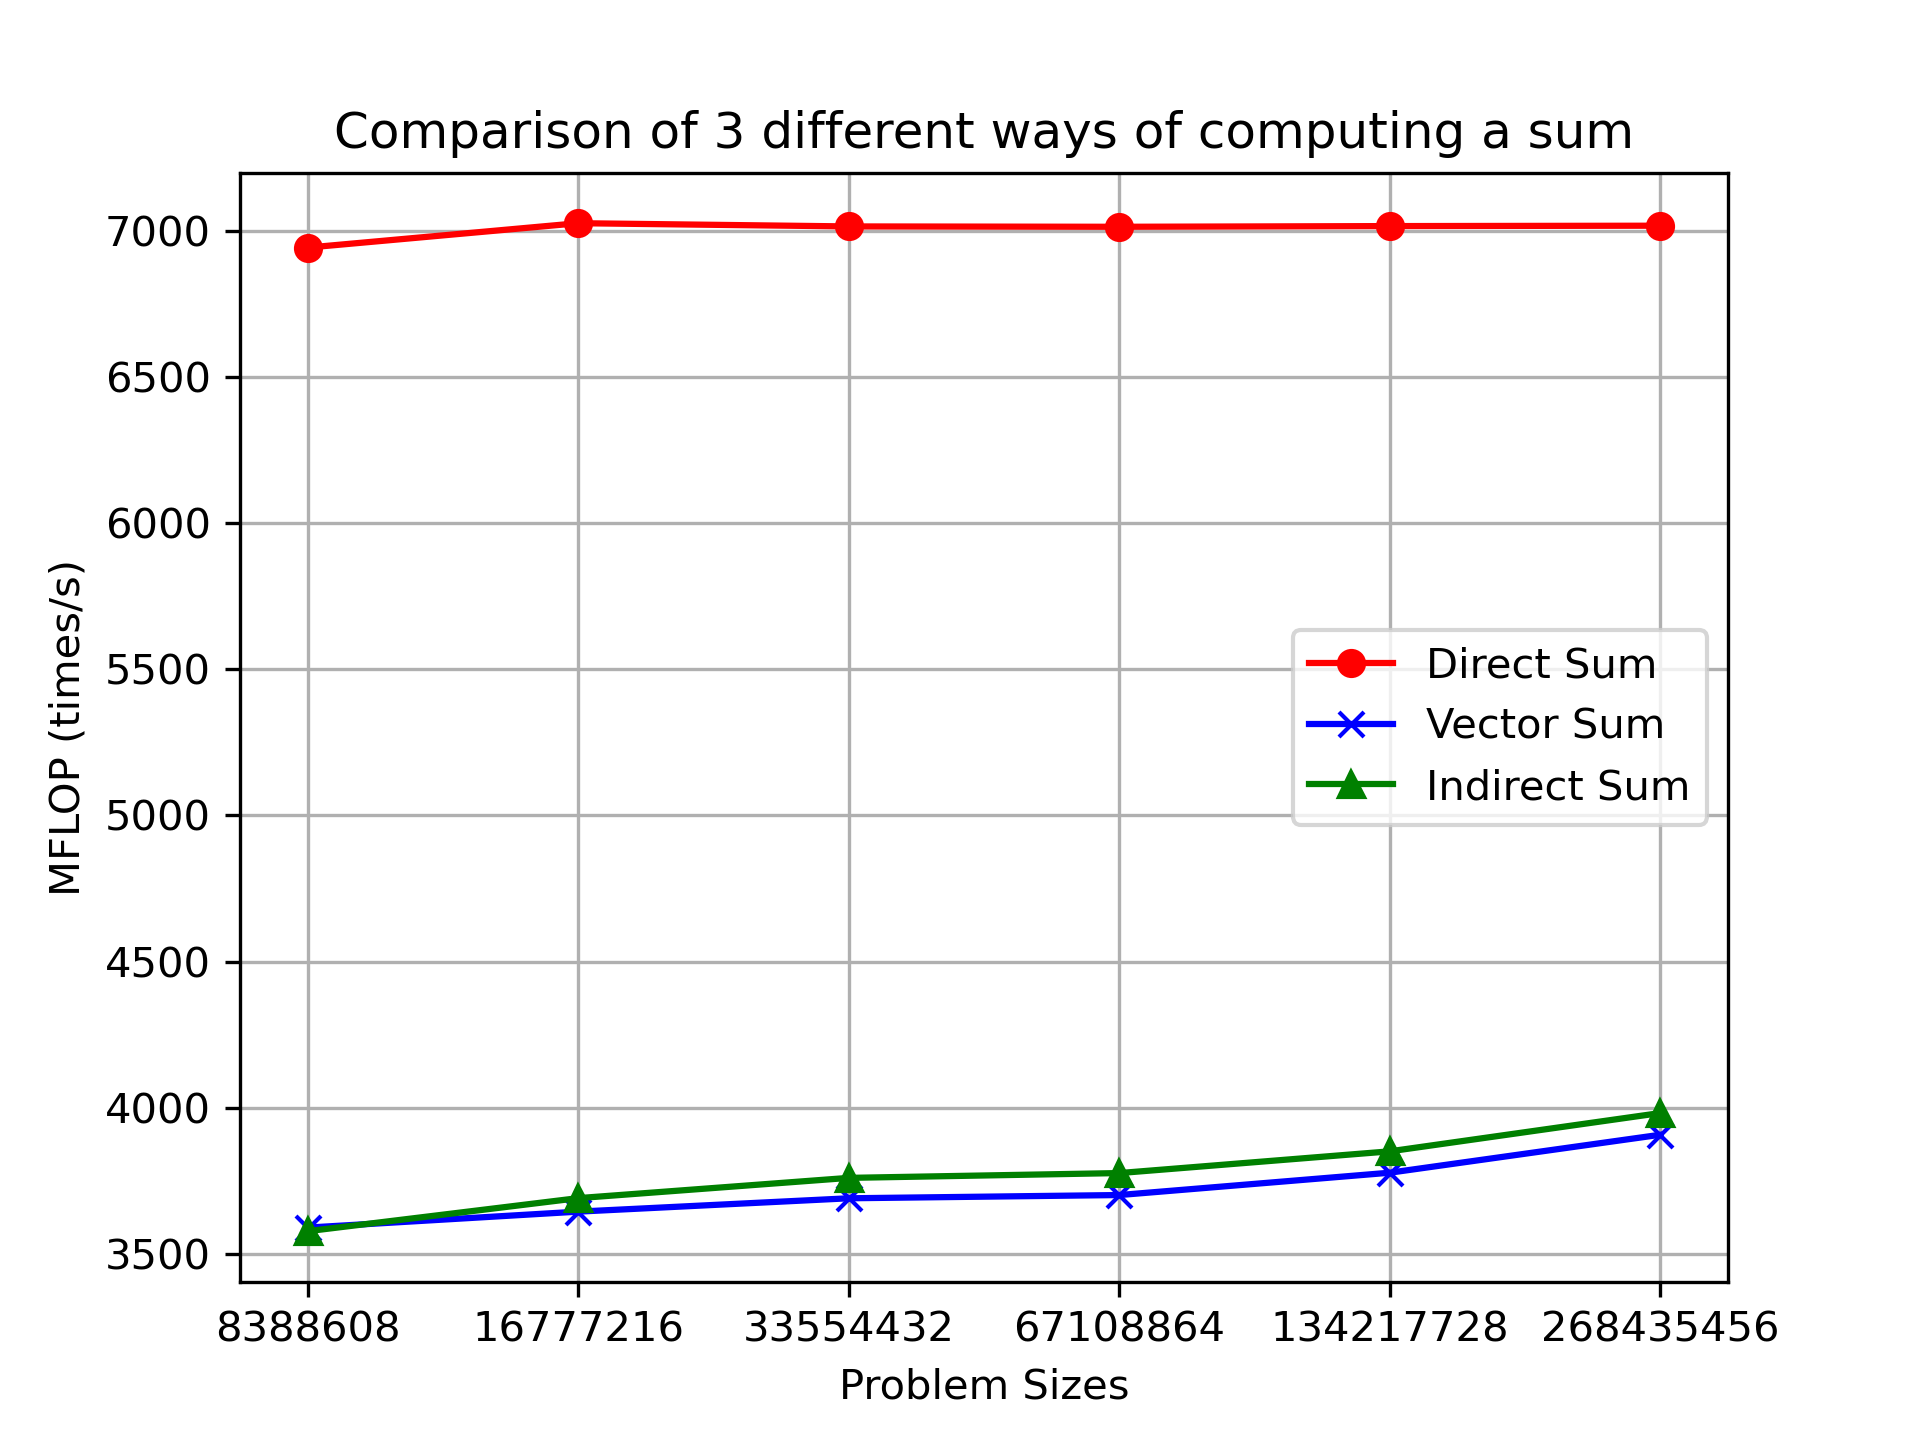 Comparison of 3 different ways of computing a sum
7000
6500
6000
5500
5000
4500
4000
3500
MFLOP (times/s)
Direct Sum
Vector Sum
Indirect Sum
8388608 16777216 33554432 67108864 134217728 268435456
Problem Sizes